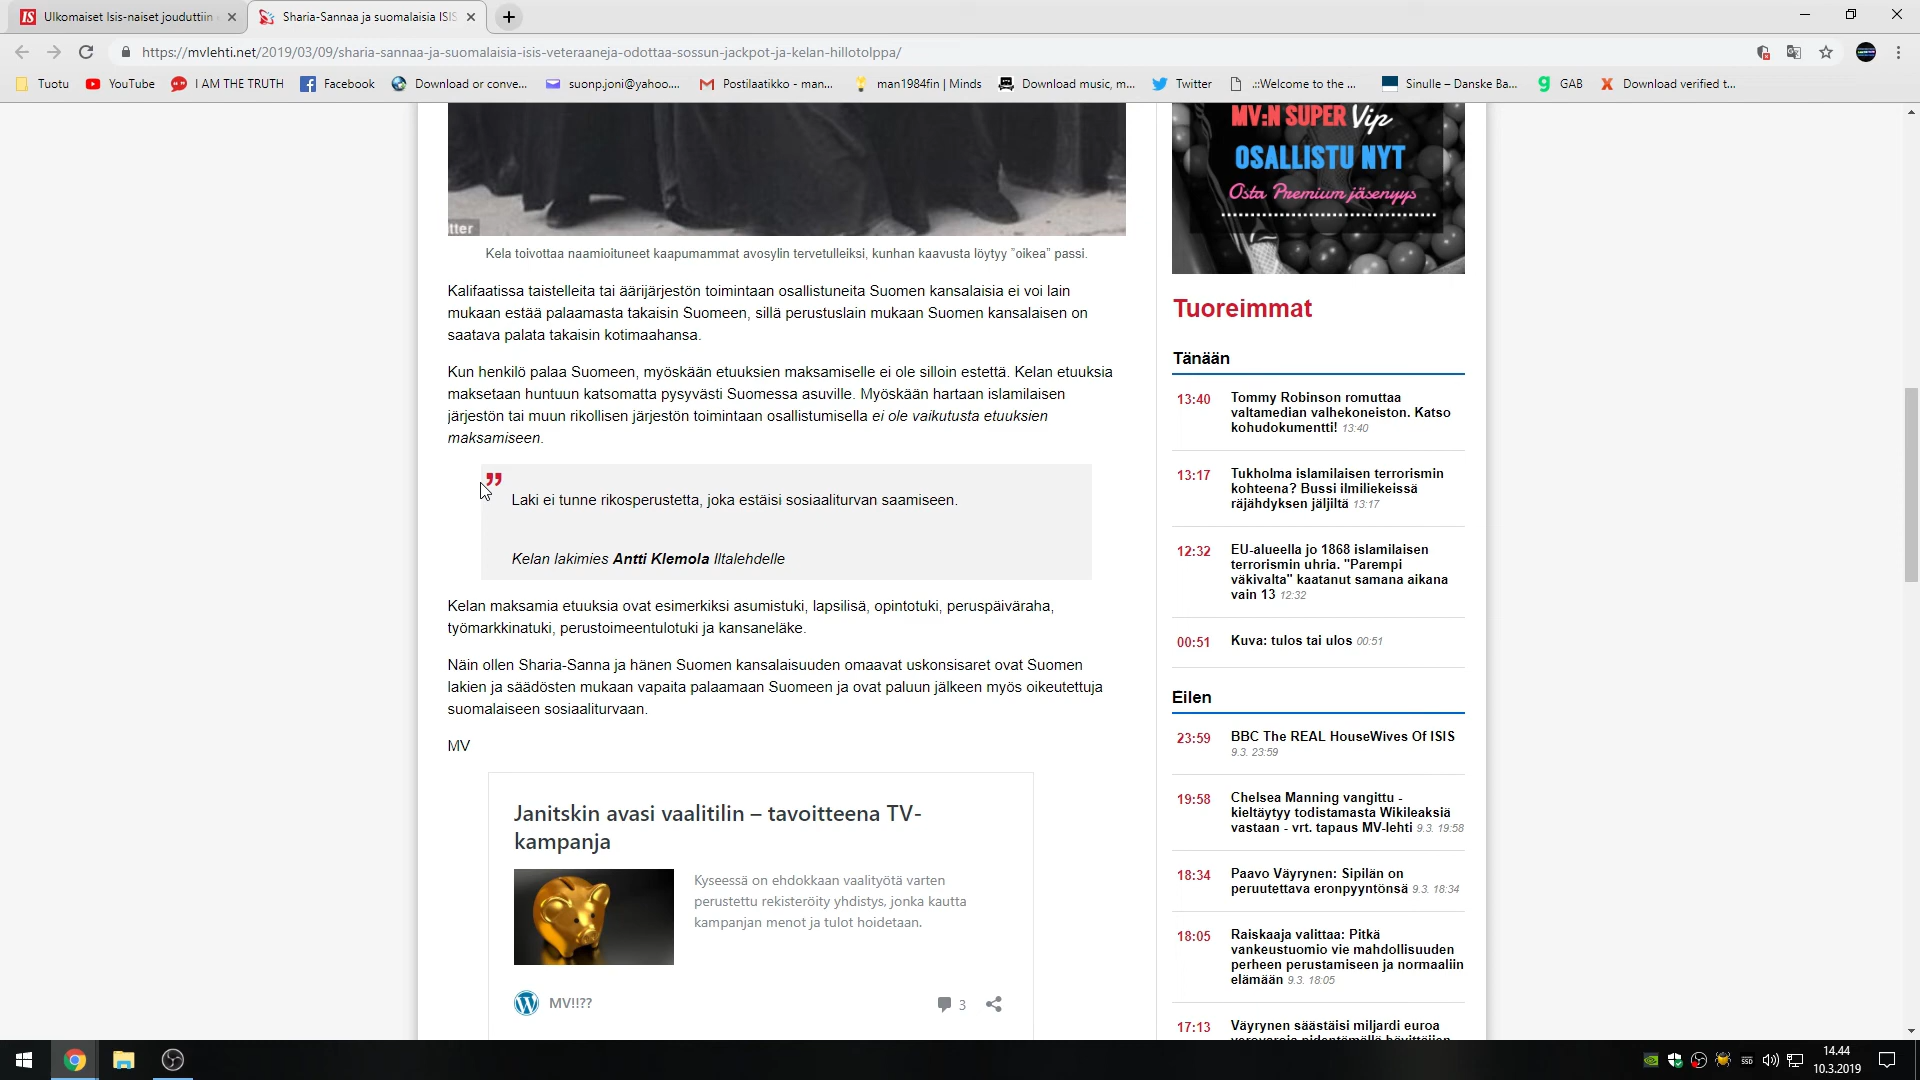 Ulkomaiset Isis-naiset jouduttiin
Sharia-Sannaa ja suomalaisia ISIS
https://mvlehti.net/2019/03/09/sharia-sannaa-ja-suomalaisia-isis-veteraaneja-odottaa-sossun-jackpot-ja-kelan-hillotolppa/
Tuotu
YouTube
I AM THE TRUTH
Facebook
Download or conve...
suonp.joni@yahoo....
Postilaatikko - man...
man1984fin | Minds
Download music, m...
Twitter
.::Welcome to the ...
Sinulle – Danske Ba...
GAB
Download verified t...
tter
Kela toivottaa naamioituneet kaapumammat avosylin tervetulleiksi, kunhan kaavusta löytyy ”oikea” passi.
Kalifaatissa taistelleita tai äärijärjestön toimintaan osallistuneita Suomen kansalaisia ei voi lain
mukaan estää palaamasta takaisin Suomeen, sillä perustuslain mukaan Suomen kansalaisen on
saatava palata takaisin kotimaahansa.
Kun henkilö palaa Suomeen, myöskään etuuksien maksamiselle ei ole silloin estettä. Kelan etuuksia
maksetaan huntuun katsomatta pysyvästi Suomessa asuville. Myöskään hartaan islamilaisen
järjestön tai muun rikollisen järjestön toimintaan osallistumisella ei ole vaikutusta etuuksien
maksamiseen.
”
Laki ei tunne rikosperustetta, joka estäisi sosiaaliturvan saamiseen.
Kelan lakimies Antti Klemola Iltalehdelle
Kelan maksamia etuuksia ovat esimerkiksi asumistuki, lapsilisä, opintotuki, peruspäiväraha,
työmarkkinatuki, perustoimeentulotuki ja kansaneläke.
Näin ollen Sharia-Sanna ja hänen Suomen kansalaisuuden omaavat uskonsisaret ovat Suomen
lakien ja säädösten mukaan vapaita palaamaan Suomeen ja ovat paluun jälkeen myös oikeutettuja
suomalaiseen sosiaaliturvaan.
MV
Janitskin avasi vaalitilin – tavoitteena TV-
kampanja
Kyseessä on ehdokkaan vaalityötä varten
perustettu rekisteröity yhdistys, jonka kautta
kampanjan menot ja tulot hoidetaan.
MV!!??
3
MV:N SUPER Vip
OSALLISTU NYT
Osta Premium jäsenyys
Tuoreimmat
Tänään
13:40 Tommy Robinson romuttaa
valtamedian valhekoneiston. Katso
kohudokumentti! 13:40
13:17 Tukholma islamilaisen terrorismin
kohteena? Bussi ilmiliekeissä
räjähdyksen jäljiltä 13:17
12:32 EU-alueella jo 1868 islamilaisen
terrorismin uhria. "Parempi
väkivalta" kaatanut samana aikana
vain 13 12:32
00:51 Kuva: tulos tai ulos 00:51
Eilen
23:59 BBC The REAL HouseWives Of ISIS
9.3. 23:59
19:58 Chelsea Manning vangittu -
kieltäytyy todistamasta Wikileaksiä
vastaan - vrt. tapaus MV-lehti 9.3. 19:58
18:34 Paavo Väyrynen: Sipilän on
peruutettava eronpyyntönsä 9.3. 18:34
18:05 Raiskaaja valittaa: Pitkä
vankeustuomio vie mahdollisuuden
perheen perustamiseen ja normaaliin
elämään 9.3. 18:05
17:13 Väyrynen säästäisi miljardi euroa
SSD
14.44
10.3.2019